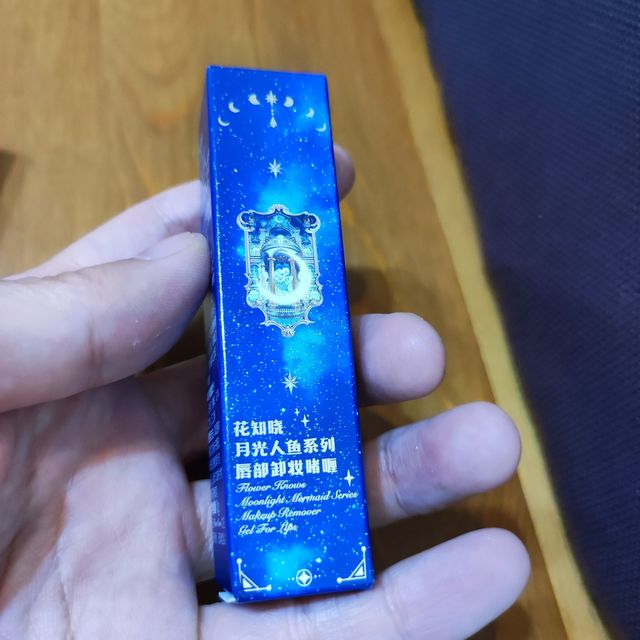 花知晓
月光人鱼系列
唇部卸妆啫喱
Flower Knows
Moonlight Mermaid Series
Makeup Remover
Gel For Lips